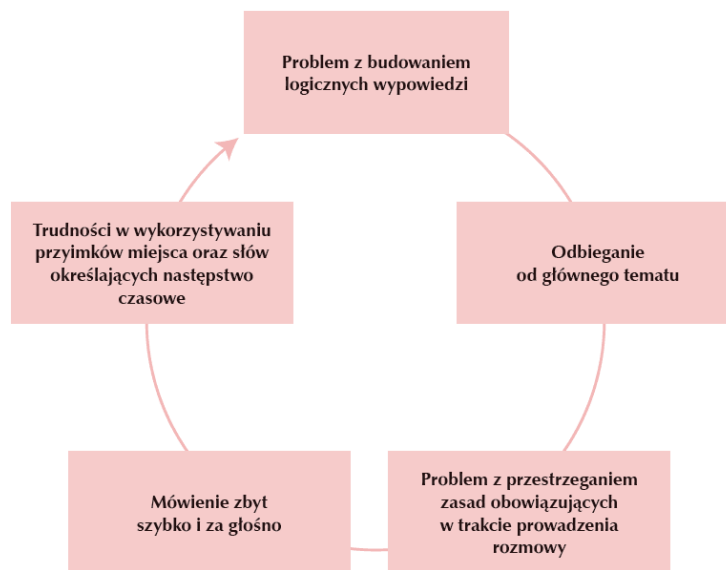 Problem z budowaniem
logicznych wypowiedzi
Odbieganie
od głównego tematu
Problem z przestrzeganiem
zasad obowiązujących
w trakcie prowadzenia
rozmowy
Mówienie zbyt
szybko i za głośno
Trudności w wykorzystywaniu
przyimków miejsca oraz słów
określających następstwo
czasowe